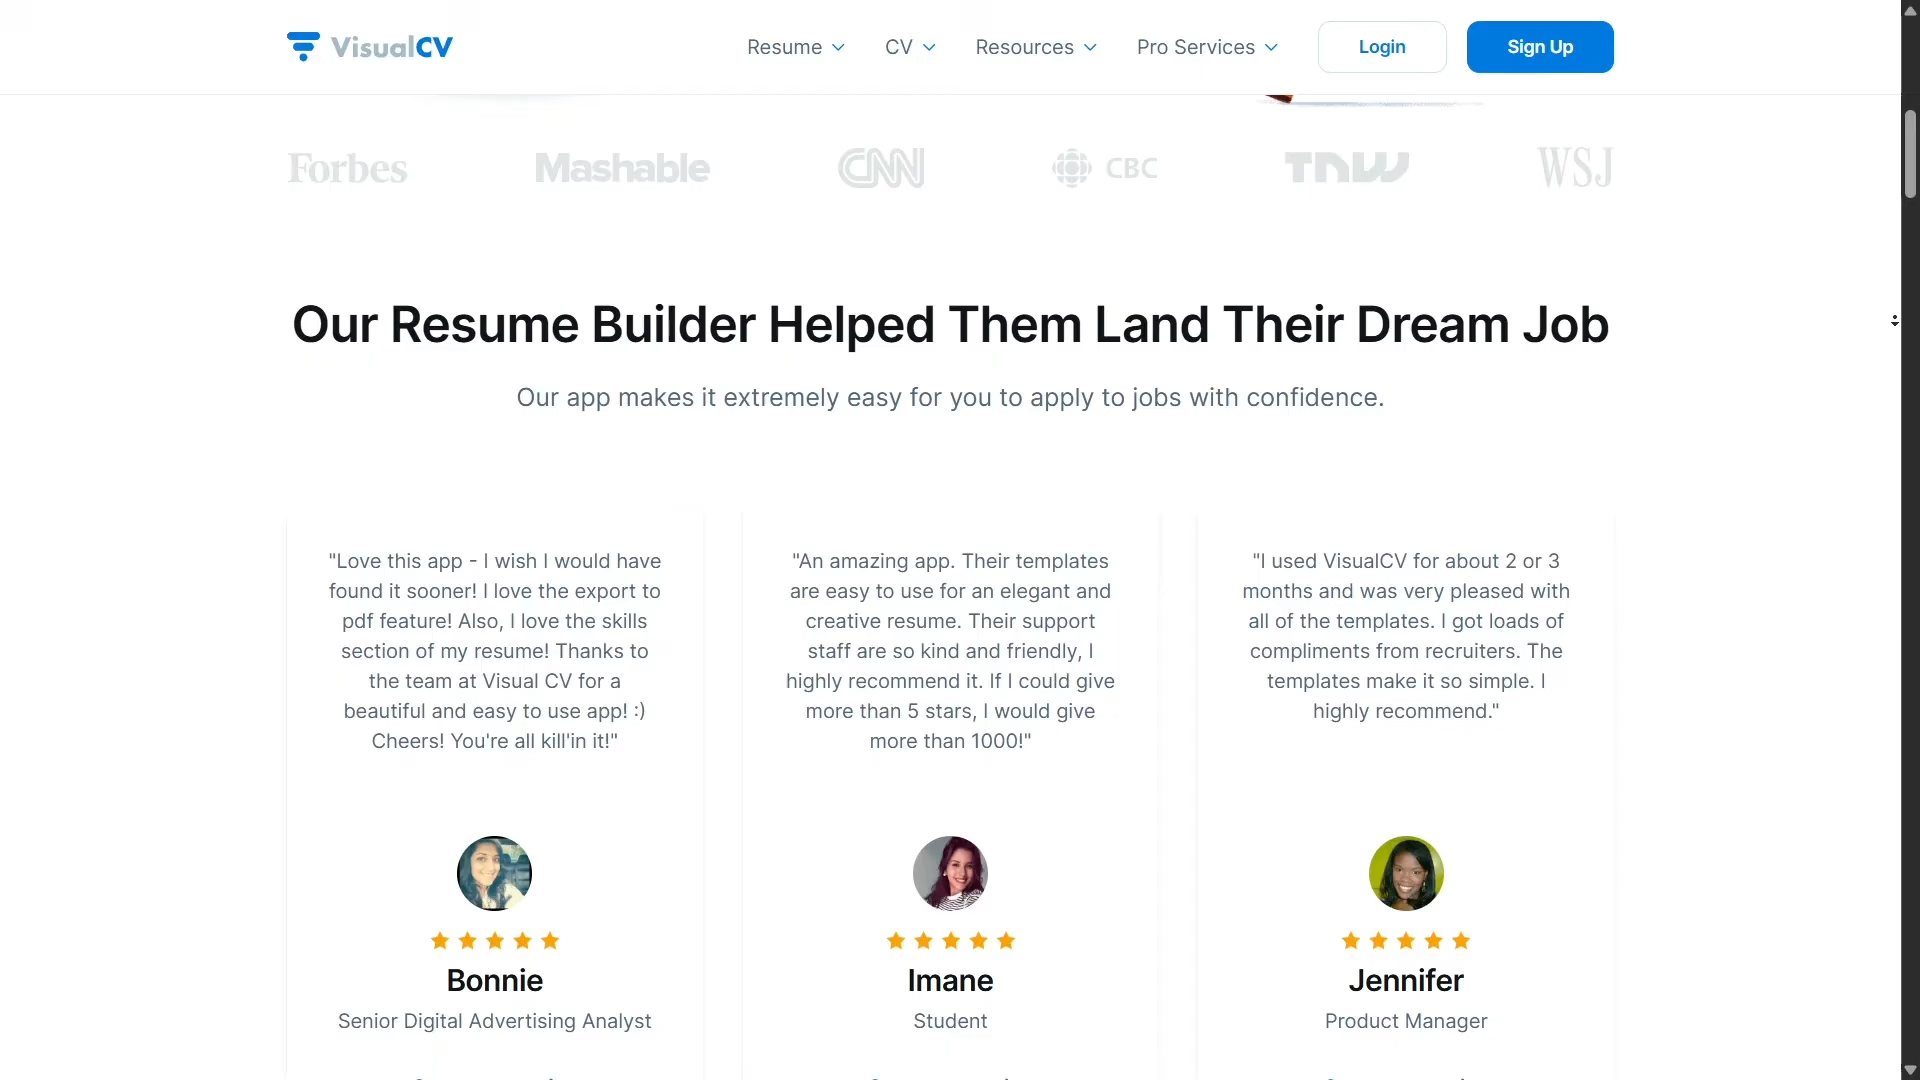 VisualCV
Resume
CV
Resources
Pro Services
Login
Sign Up
Forbes
Mashable
CNN
CBC
TNW
WSJ
Our Resume Builder Helped Them Land Their Dream Job
Our app makes it extremely easy for you to apply to jobs with confidence.
"Love this app - I wish I would have
found it sooner! I love the export to
pdf feature! Also, I love the skills
section of my resume! Thanks to
the team at Visual CV for a
beautiful and easy to use app! :)
Cheers! You're all kill'in it!"
Bonnie
Senior Digital Advertising Analyst
"An amazing app. Their templates
are easy to use for an elegant and
creative resume. Their support
staff are so kind and friendly, I
highly recommend it. If I could give
more than 5 stars, I would give
more than 1000!"
Imane
Student
"I used VisualCV for about 2 or 3
months and was very pleased with
all of the templates. I got loads of
compliments from recruiters. The
templates make it so simple. I
highly recommend."
Jennifer
Product Manager